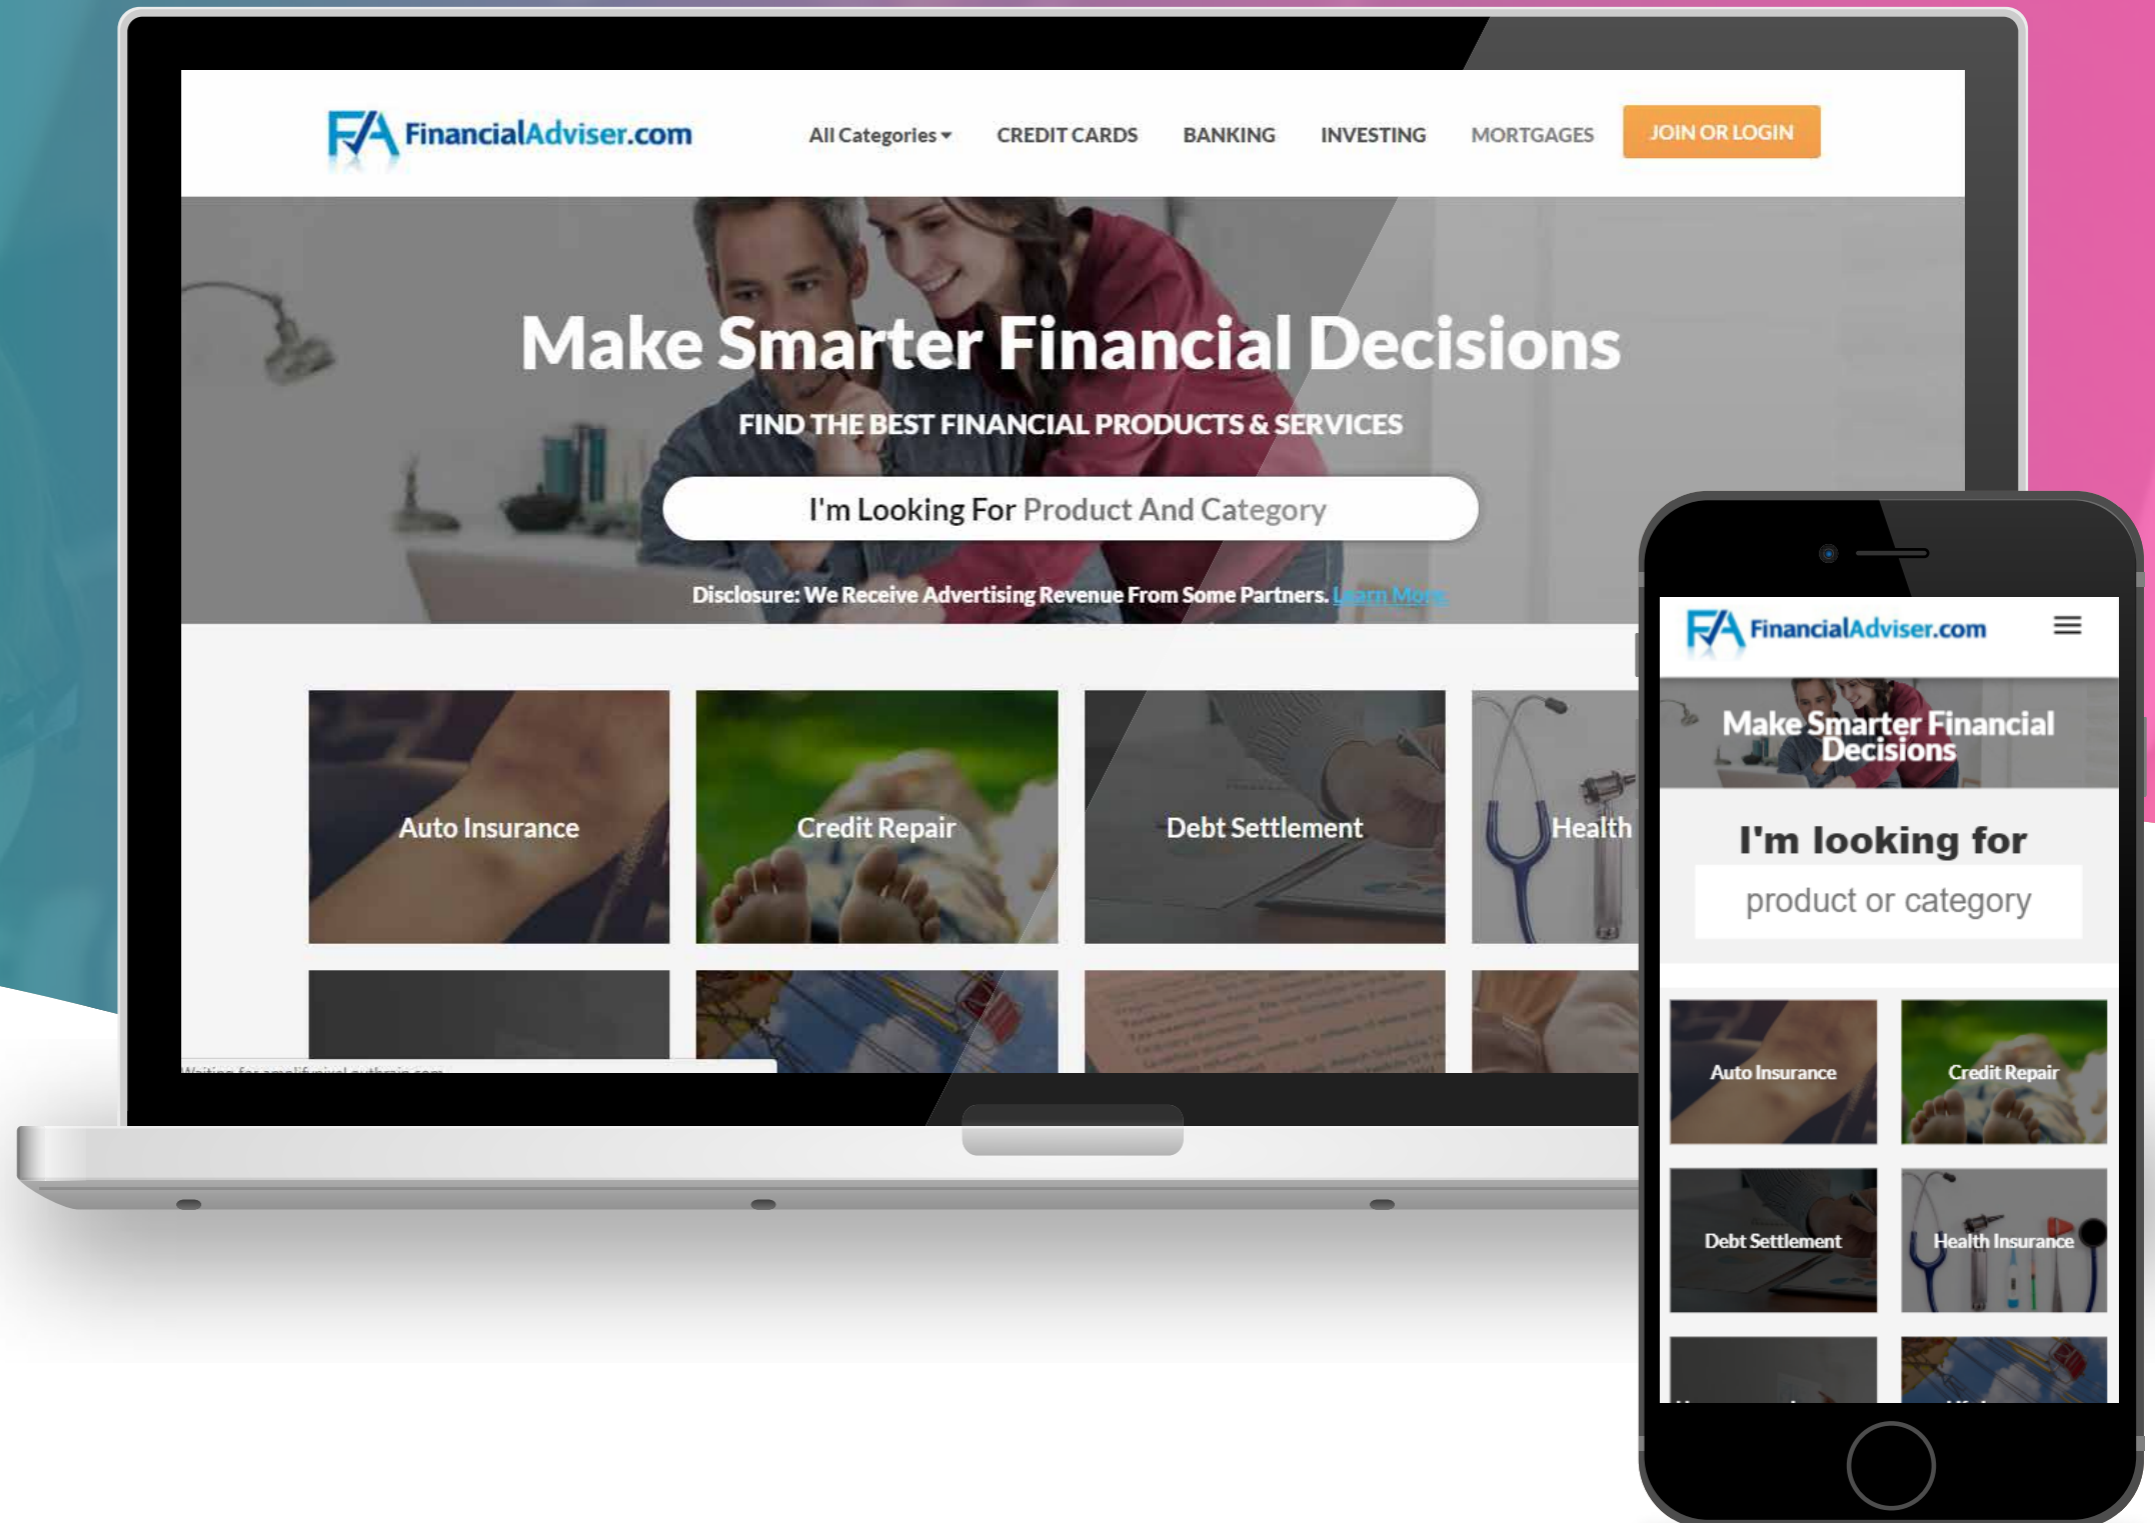 FA FinancialAdviser.com
All Categories
CREDIT CARDS
BANKING
INVESTING
MORTGAGES
JOIN OR LOGIN
Make Smarter Financial Decisions
FIND THE BEST FINANCIAL PRODUCTS & SERVICES
I'm Looking For Product And Category
Disclosure: We Receive Advertising Revenue From Some Partners. Learn More.
Auto Insurance
Credit Repair
Debt Settlement
Health
FA FinancialAdviser.com
Make Smarter Financial
Decisions
I'm looking for
product or category
Auto Insurance
Credit Repair
Debt Settlement
Health Insurance